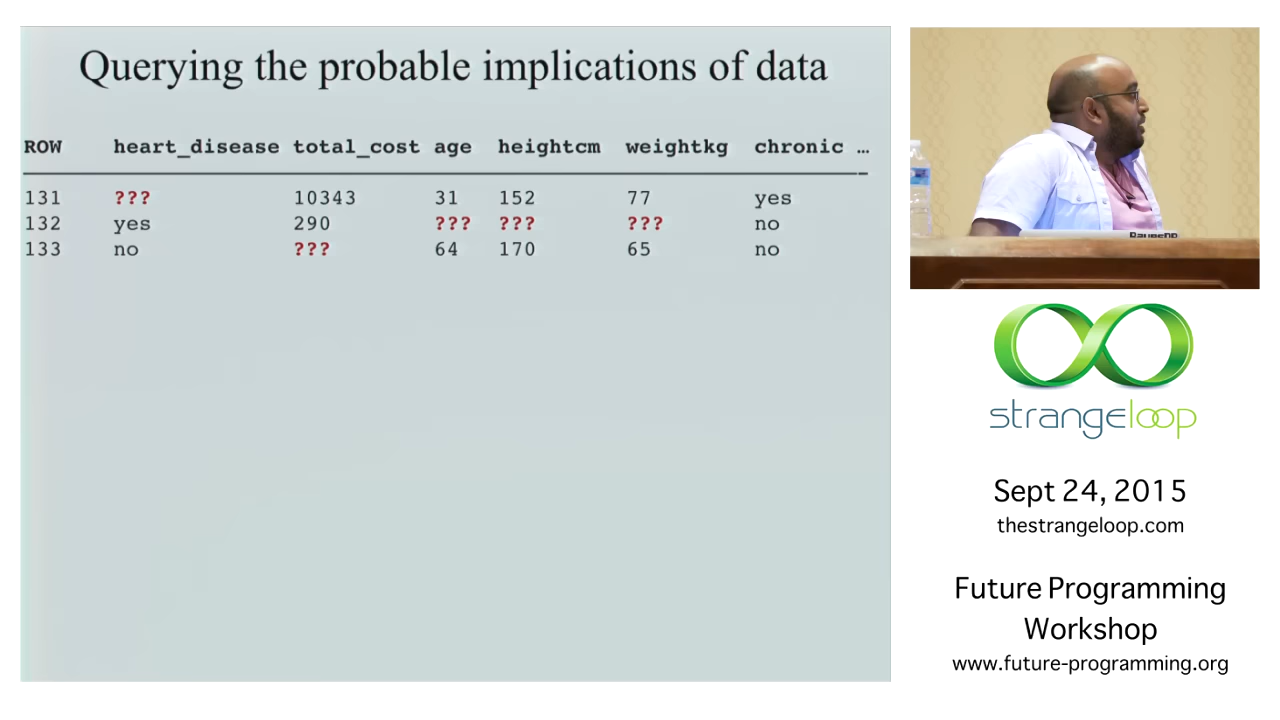 Querying the probable implications of data
ROW heart_disease total_cost age heightcm weightkg chronic …
131 ??? 10343 31 152 77 yes
132 yes 290 ??? ??? ??? no
133 no ??? 64 170 65 no
strangeloop
Sept 24, 2015
thestrangeloop.com
Future Programming
Workshop
www.future-programming.org